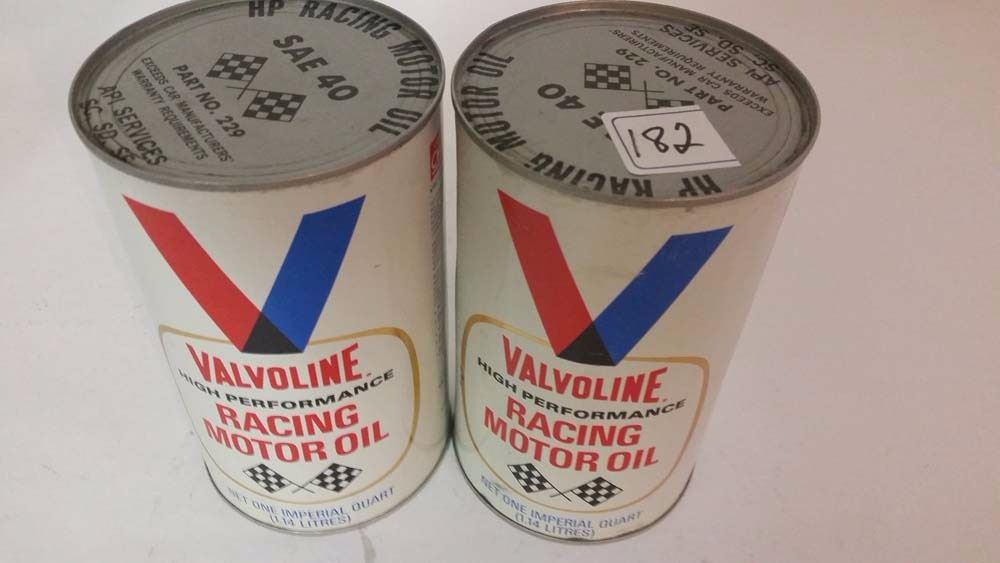 HP RACING MOTOR OIL
SAE 40
PART NO. 229
EXCEEDS CAR MANUFACTURERS'
WARRANTY REQUIREMENTS
API SERVICES
SC, SD, SE
VALVOLINE
HIGH PERFORMANCE
RACING
MOTOR OIL
NET ONE IMPERIAL QUART
(1.14 LITRES)
HP RACING MOTOR OIL
40
PART NO. 229
EXCEEDS CAR MANUFACTURERS'
WARRANTY REQUIREMENTS
API SERVICES
SC, SD, SE
182
VALVOLINE
HIGH PERFORMANCE
RACING
MOTOR OIL
NET ONE IMPERIAL QUART
(1.14 LITRES)